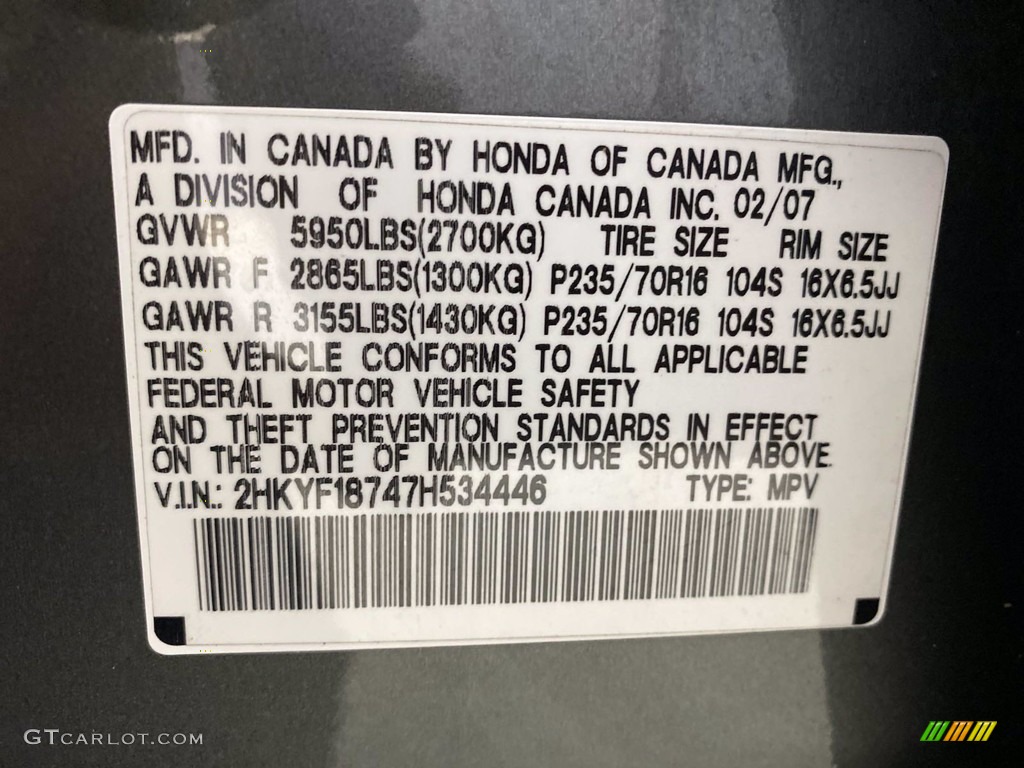 MFD. IN CANADA BY HONDA OF CANADA MFG.,
A DIVISION OF HONDA CANADA INC. 02/07
GVWR 5950LBS(2700KG) TIRE SIZE RIM SIZE
GAWR F 2865LBS(1300KG) P235/70R16 104S 16X6.5JJ
GAWR R 3155LBS(1430KG) P235/70R16 104S 16X6.5JJ
THIS VEHICLE CONFORMS TO ALL APPLICABLE
FEDERAL MOTOR VEHICLE SAFETY
AND THEFT PREVENTION STANDARDS IN EFFECT
ON THE DATE OF MANUFACTURE SHOWN ABOVE.
V.I.N.: 2HKYF18747H534446 TYPE: MPV
GTCARLOT.COM